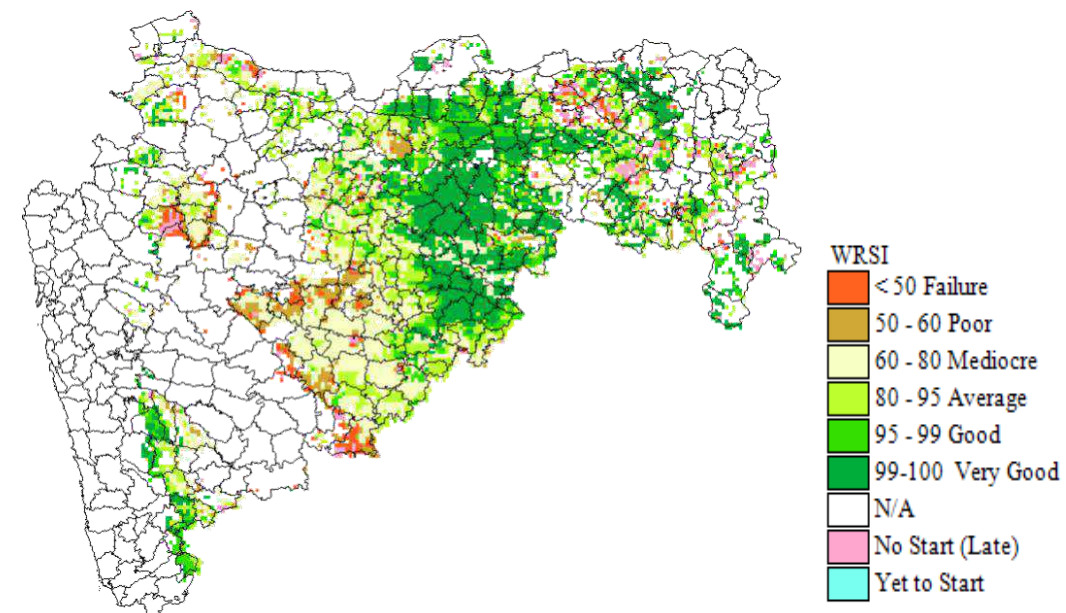 WRSI
< 50 Failure
50 - 60 Poor
60 - 80 Mediocre
80 - 95 Average
95 - 99 Good
99-100 Very Good
N/A
No Start (Late)
Yet to Start